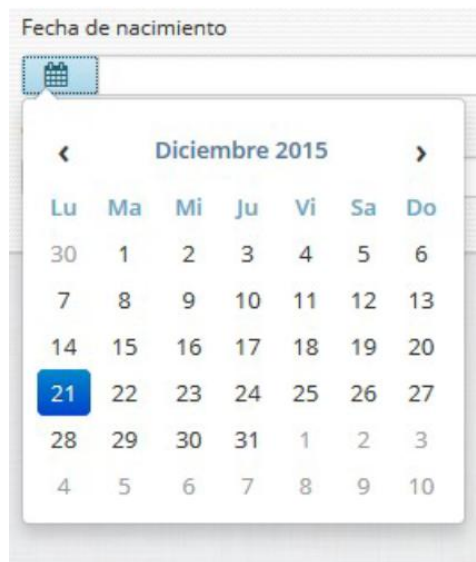 Fecha de nacimiento
‹ Diciembre 2015 ›
Lu Ma Mi Ju Vi Sa Do
30 1 2 3 4 5 6
7 8 9 10 11 12 13
14 15 16 17 18 19 20
21 22 23 24 25 26 27
28 29 30 31 1 2 3
4 5 6 7 8 9 10